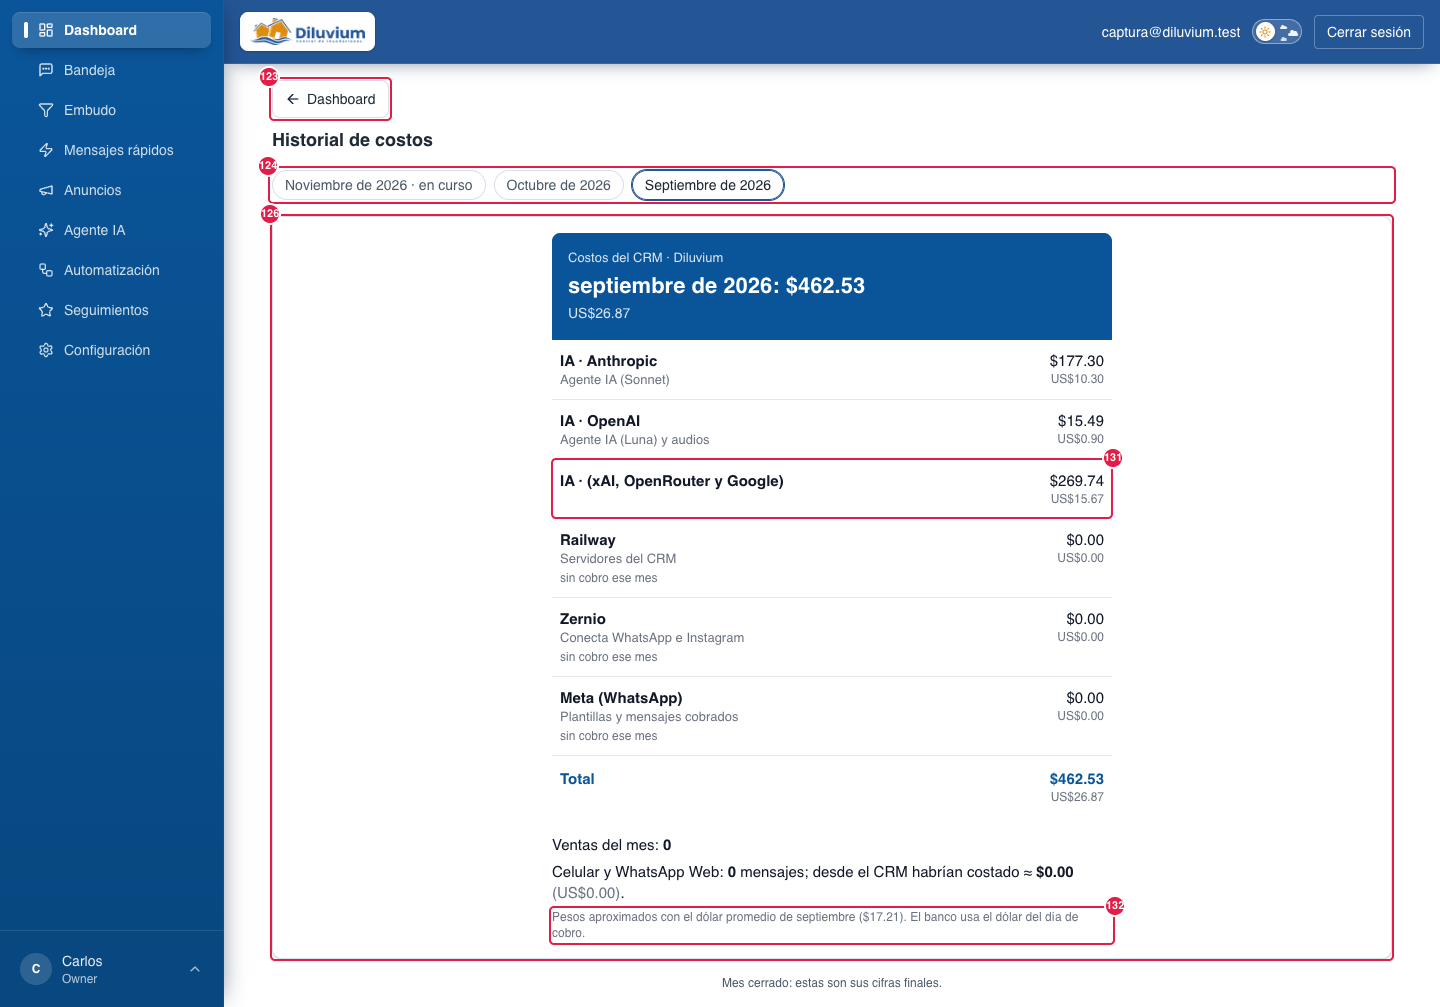 Dashboard
Bandeja
Embudo
Mensajes rápidos
Anuncios
Agente IA
Automatización
Seguimientos
Configuración
C
Carlos
Owner
Diluvium
captura@diluvium.test
Cerrar sesión
123
Dashboard
Historial de costos
124
Noviembre de 2026 · en curso
Octubre de 2026
Septiembre de 2026
126
Costos del CRM · Diluvium
septiembre de 2026: $462.53
US$26.87
IA · Anthropic
$177.30
Agente IA (Sonnet)
US$10.30
IA · OpenAI
$15.49
Agente IA (Luna) y audios
US$0.90
131
IA · (xAI, OpenRouter y Google)
$269.74
US$15.67
Railway
$0.00
Servidores del CRM
US$0.00
sin cobro ese mes
Zernio
$0.00
Conecta WhatsApp e Instagram
US$0.00
sin cobro ese mes
Meta (WhatsApp)
$0.00
Plantillas y mensajes cobrados
US$0.00
sin cobro ese mes
Total
$462.53
US$26.87
Ventas del mes: 0
Celular y WhatsApp Web: 0 mensajes; desde el CRM habrían costado ≈ $0.00
(US$0.00).
132
Pesos aproximados con el dólar promedio de septiembre ($17.21). El banco usa el dólar del día de
cobro.
Mes cerrado: estas son sus cifras finales.